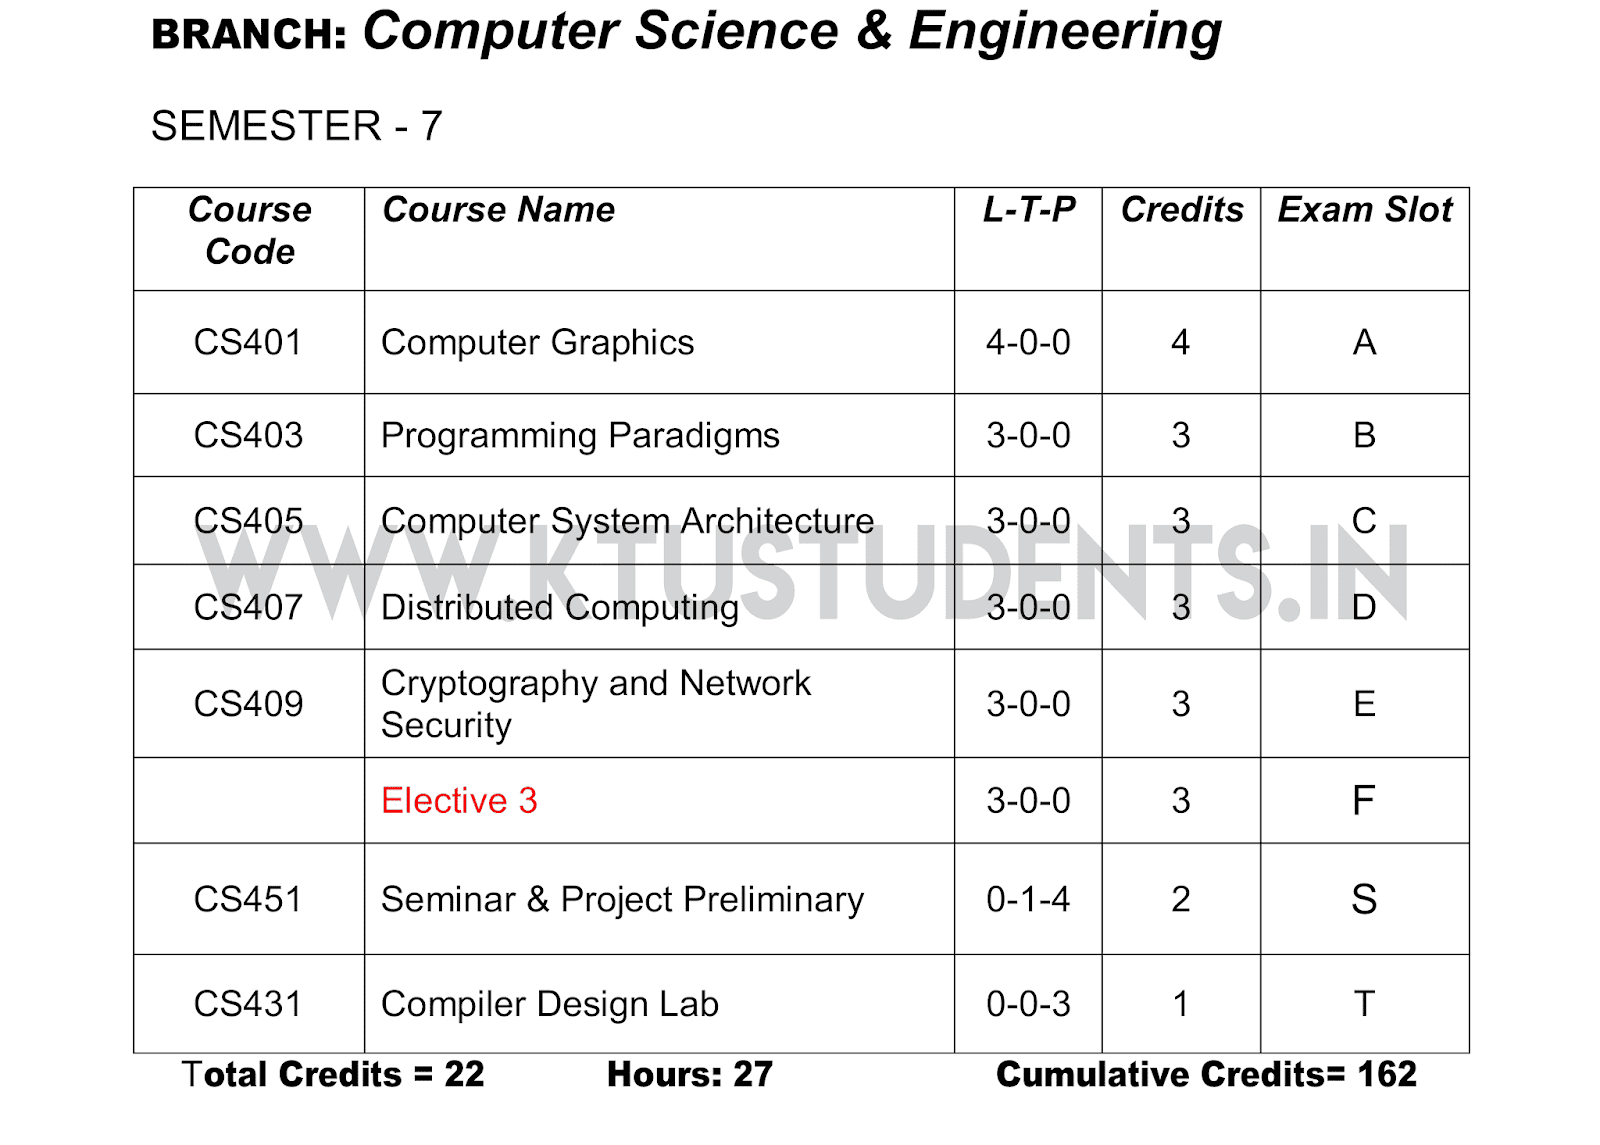 BRANCH: Computer Science & Engineering
SEMESTER - 7
Course Code Course Name L-T-P Credits Exam Slot
CS401 Computer Graphics 4-0-0 4 A
CS403 Programming Paradigms 3-0-0 3 B
CS405 Computer System Architecture 3-0-0 3 C
WWW.KTUSTUDENTS.IN
CS407 Distributed Computing 3-0-0 3 D
CS409 Cryptography and Network Security 3-0-0 3 E
Elective 3 3-0-0 3 F
CS451 Seminar & Project Preliminary 0-1-4 2 S
CS431 Compiler Design Lab 0-0-3 1 T
Total Credits = 22 Hours: 27 Cumulative Credits= 162